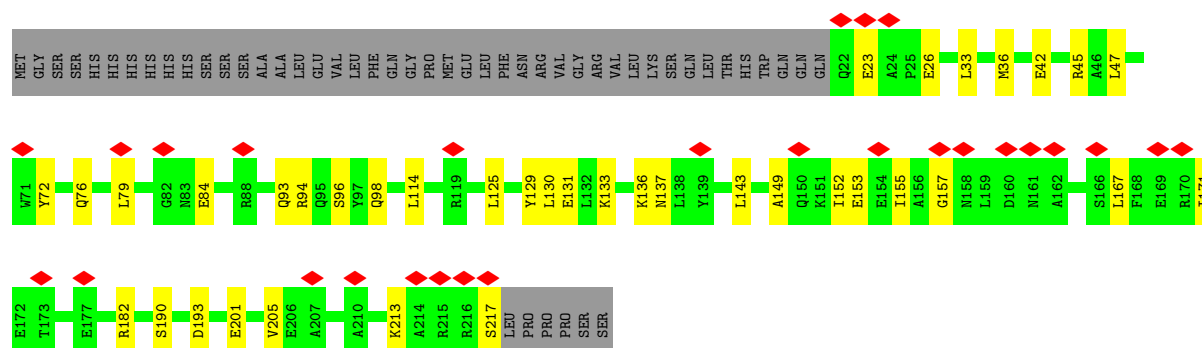 MET GLY SER SER HIS HIS HIS HIS HIS HIS SER SER SER ALA ALA LEU GLU VAL LEU PHE GLN GLY PRO MET GLU LEU PHE ASN ARG VAL GLY ARG VAL LEU LYS SER GLN LEU THR HIS TRP GLN GLN GLN Q22 E23 A24 P25 E26 L33 M36 E42 R45 A46 L47
W71 Y72 Q76 L79 G82 N83 E84 R88 Q93 R94 Q95 S96 Y97 Q98 L114 R119 L125 Y129 L130 E131 L132 K133 K136 N137 L138 Y139 L143 A149 Q150 K151 I152 E153 E154 I155 A156 G157 N158 L159 D160 N161 A162 S166 L167 F168 E169 R170 I171
E172 T173 E177 R182 S190 D193 E201 V205 E206 A207 A210 K213 A214 R215 R216 S217 LEU PRO PRO PRO SER SER